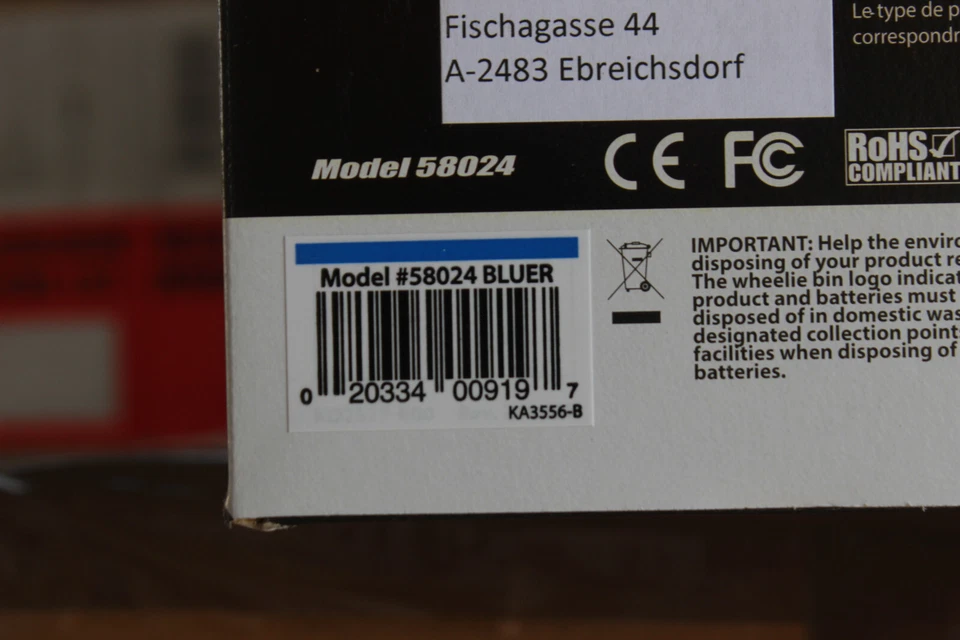 Fischagasse 44
A-2483 Ebreichsdorf
Le type de p
correspondr
Model 58024
CE FC
RoHS
COMPLIANT
Model #58024 BLUER
0 20334 00919 7
KA3556-B
IMPORTANT: Help the enviro
disposing of your product re
The wheelie bin logo indicat
product and batteries must
disposed of in domestic was
designated collection point
facilities when disposing of
batteries.